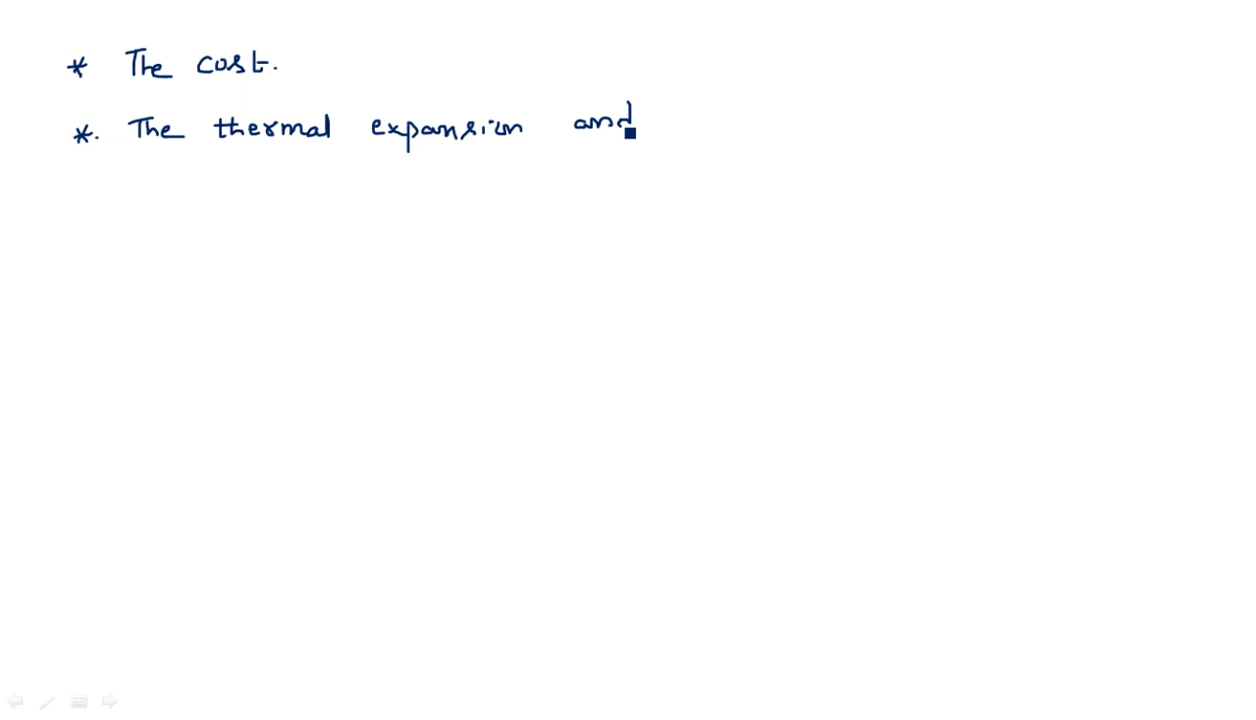 * The cost.
*. The thermal expansion and